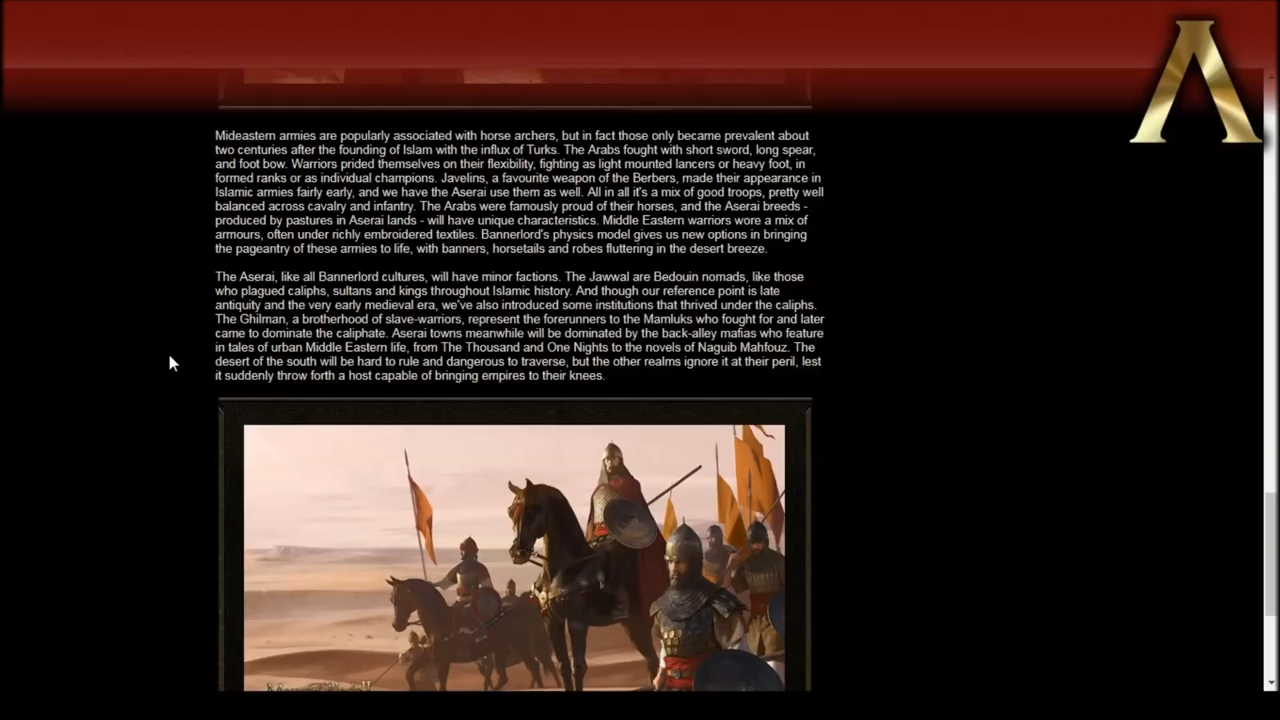 Mideastern armies are popularly associated with horse archers, but in fact those only became prevalent about
two centuries after the founding of Islam with the influx of Turks. The Arabs fought with short sword, long spear,
and foot bow. Warriors prided themselves on their flexibility, fighting as light mounted lancers or heavy foot, in
formed ranks or as individual champions. Javelins, a favourite weapon of the Berbers, made their appearance in
Islamic armies fairly early, and we have the Aserai use them as well. All in all it's a mix of good troops, pretty well
balanced across cavalry and infantry. The Arabs were famously proud of their horses, and the Aserai breeds -
produced by pastures in Aserai lands - will have unique characteristics. Middle Eastern warriors wore a mix of
armours, often under richly embroidered textiles. Bannerlord's physics model gives us new options in bringing
the pageantry of these armies to life, with banners, horsetails and robes fluttering in the desert breeze.
The Aserai, like all Bannerlord cultures, will have minor factions. The Jawwal are Bedouin nomads, like those
who plagued caliphs, sultans and kings throughout Islamic history. And though our reference point is late
antiquity and the very early medieval era, we've also introduced some institutions that thrived under the caliphs.
The Ghilman, a brotherhood of slave-warriors, represent the forerunners to the Mamluks who fought for and later
came to dominate the caliphate. Aserai towns meanwhile will be dominated by the back-alley mafias who feature
in tales of urban Middle Eastern life, from The Thousand and One Nights to the novels of Naguib Mahfouz. The
desert of the south will be hard to rule and dangerous to traverse, but the other realms ignore it at their peril, lest
it suddenly throw forth a host capable of bringing empires to their knees.